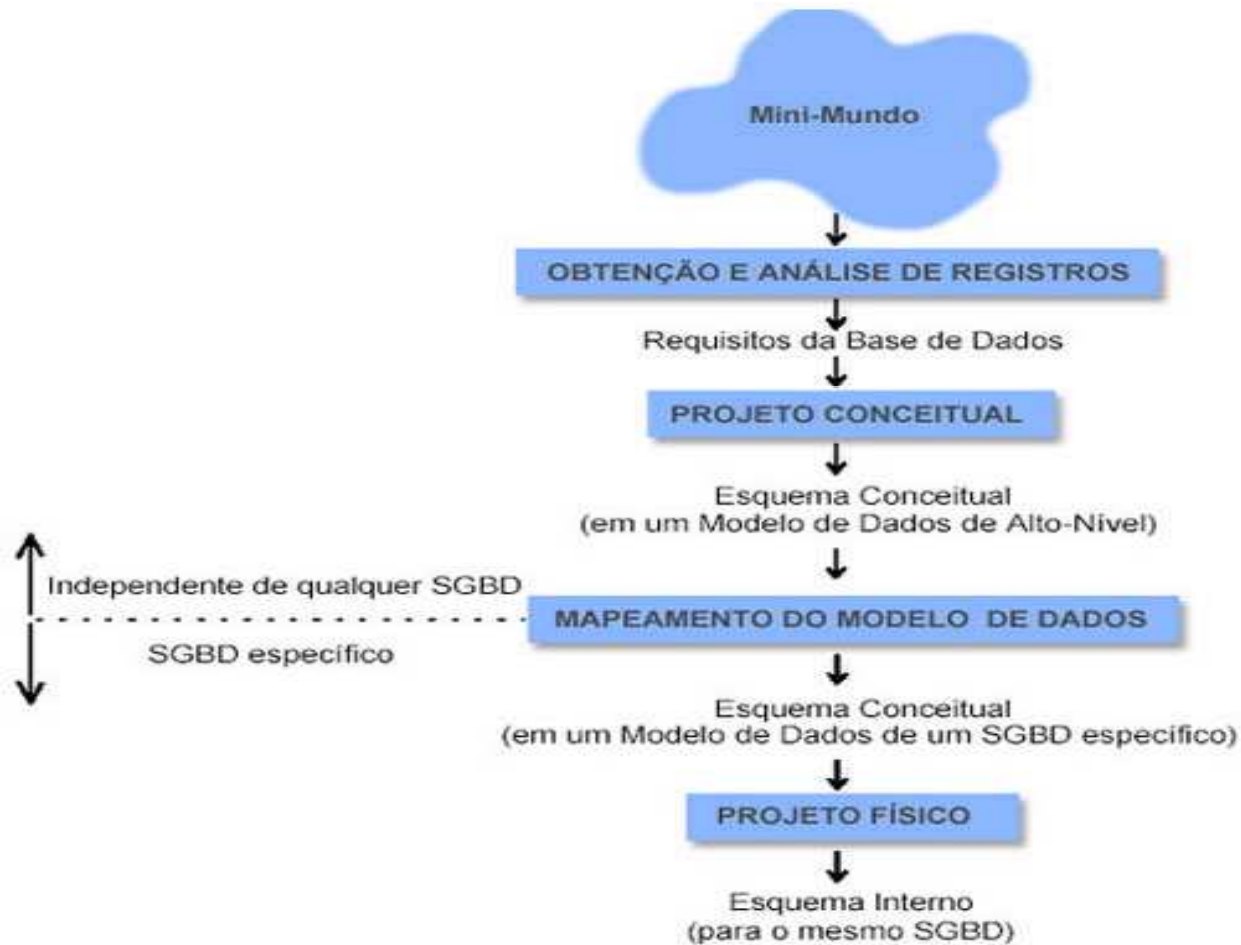 Mini-Mundo
OBTENÇÃO E ANÁLISE DE REGISTROS
Requisitos da Base de Dados
PROJETO CONCEITUAL
Esquema Conceitual
(em um Modelo de Dados de Alto-Nível)
Independente de qualquer SGBD
MAPEAMENTO DO MODELO DE DADOS
SGBD específico
Esquema Conceitual
(em um Modelo de Dados de um SGBD específico)
PROJETO FÍSICO
Esquema Interno
(para o mesmo SGBD)